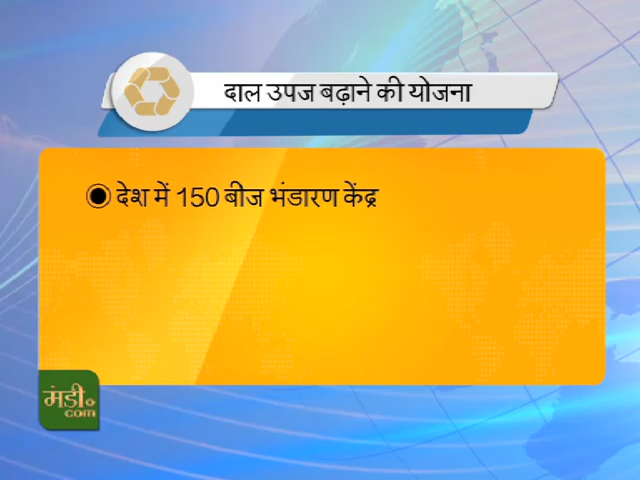 दाल उपज बढ़ाने की योजना
देश में 150 बीज भंडारण केंद्र
मंडी.
com